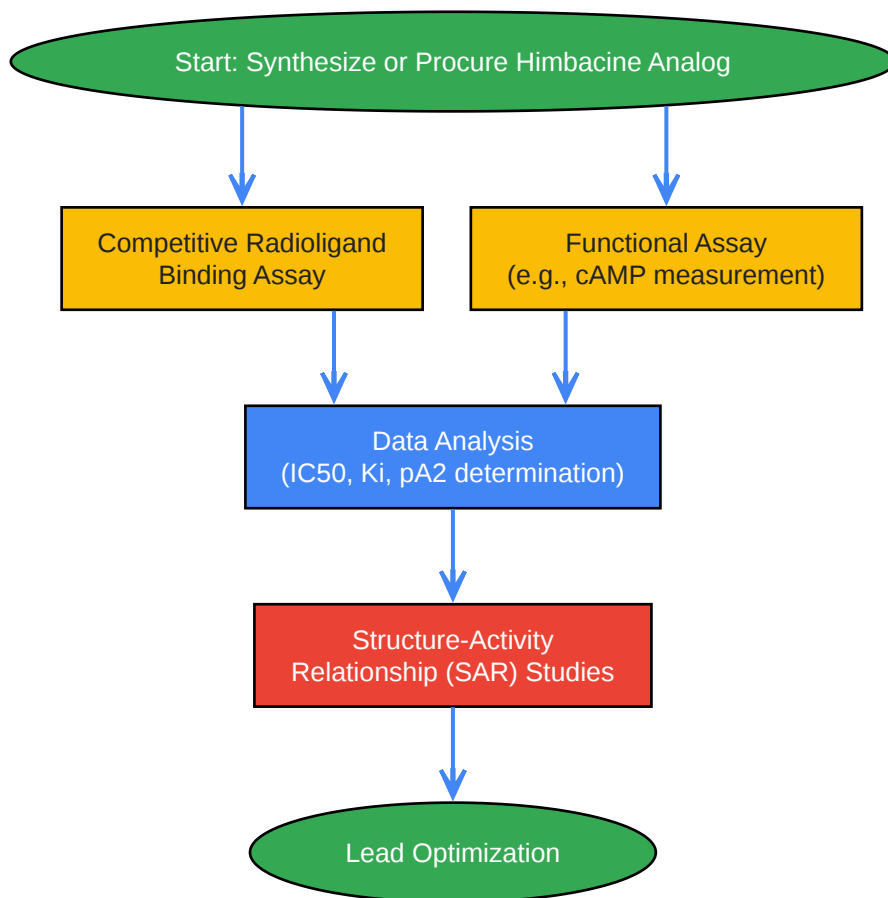 Start: Synthesize or Procure Himbacine Analog
Competitive Radioligand
Binding Assay
Functional Assay
(e.g., cAMP measurement)
Data Analysis
(IC50, Ki, pA2 determination)
Structure-Activity
Relationship (SAR) Studies
Lead Optimization